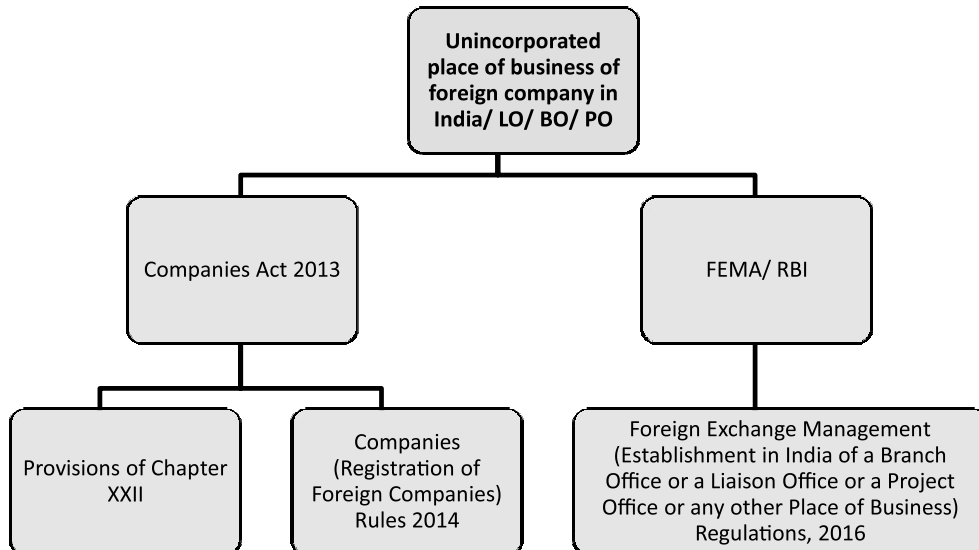 Unincorporated
place of business of
foreign company in
India/ LO/ BO/ PO
Companies Act 2013
FEMA/ RBI
Provisions of Chapter
XXII
Companies
(Registration of
Foreign Companies)
Rules 2014
Foreign Exchange Management
(Establishment in India of a Branch
Office or a Liaison Office or a Project
Office or any other Place of Business)
Regulations, 2016